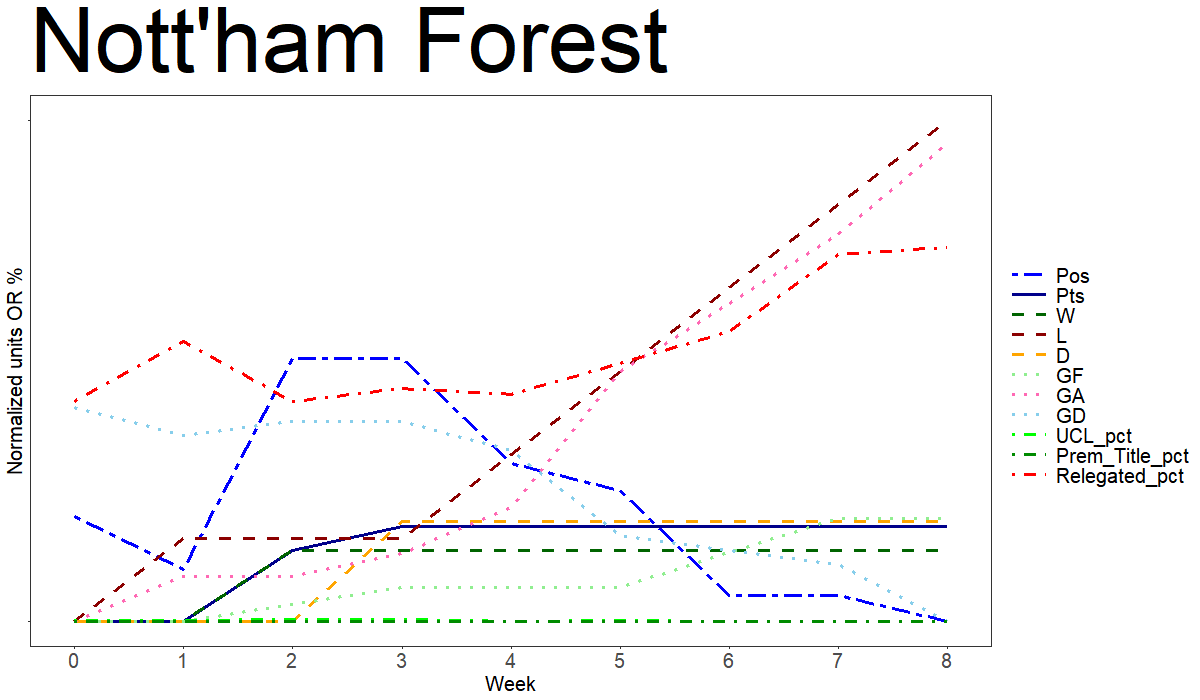 Nott'ham Forest
Normalized units OR %
0 1 2 3 4 5 6 7 8
Week
Pos
Pts
W
L
D
GF
GA
GD
UCL_pct
Prem_Title_pct
Relegated_pct